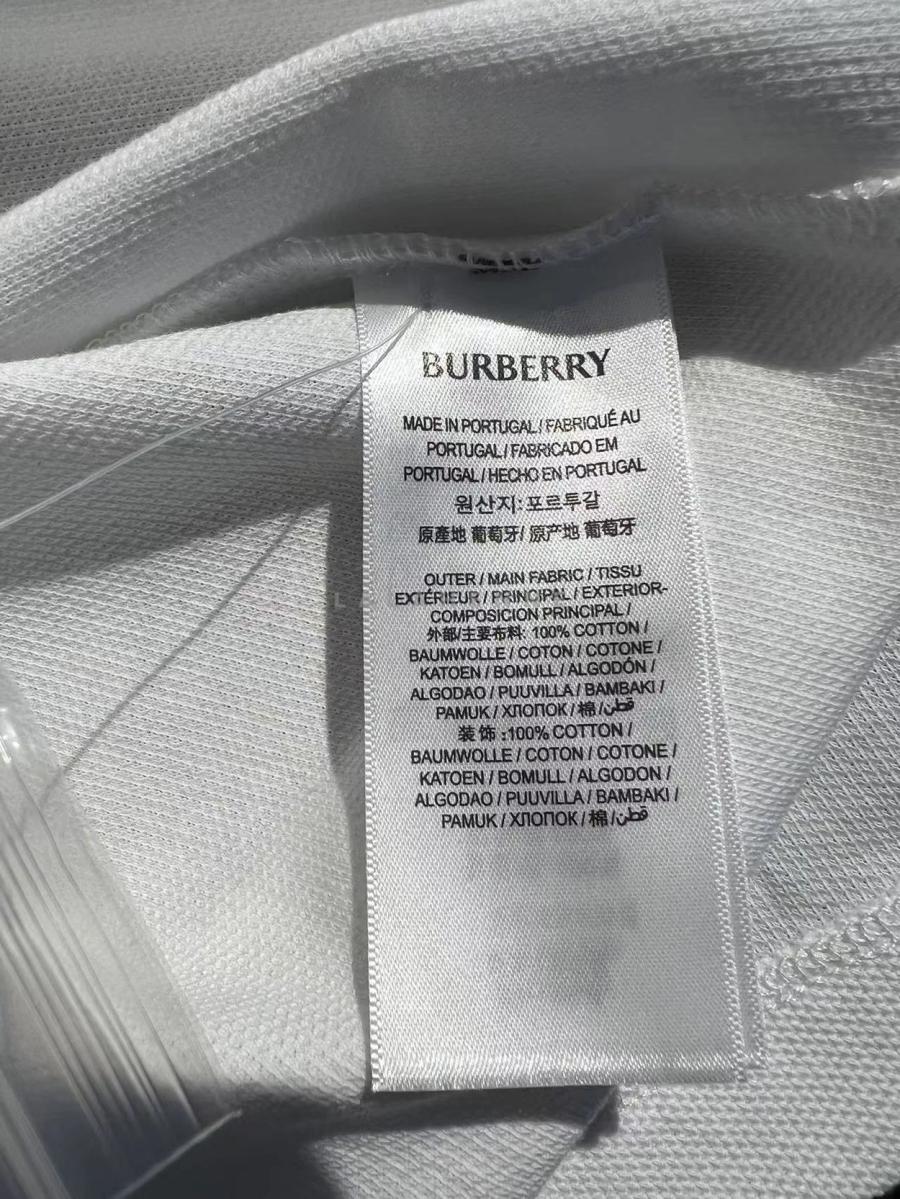 BURBERRY
MADE IN PORTUGAL / FABRIQUÉ AU
PORTUGAL / FABRICADO EM
PORTUGAL / HECHO EN PORTUGAL
원산지: 포르투갈
原產地 葡萄牙/ 原产地 葡萄牙
OUTER / MAIN FABRIC / TISSU
EXTÉRIEUR / PRINCIPAL / EXTERIOR-
COMPOSICION PRINCIPAL /
外部/主要布料: 100% COTTON /
BAUMWOLLE / COTON / COTONE /
KATOEN / BOMULL / ALGODÓN /
ALGODAO / PUUVILLA / BAMBAKI /
PAMUK / ХЛОПОК / 棉 / قطن
装 饰 :100% COTTON /
BAUMWOLLE / COTON / COTONE /
KATOEN / BOMULL / ALGODON /
ALGODAO / PUUVILLA / BAMBAKI /
PAMUK / ХЛОПОК / 棉 / قطن